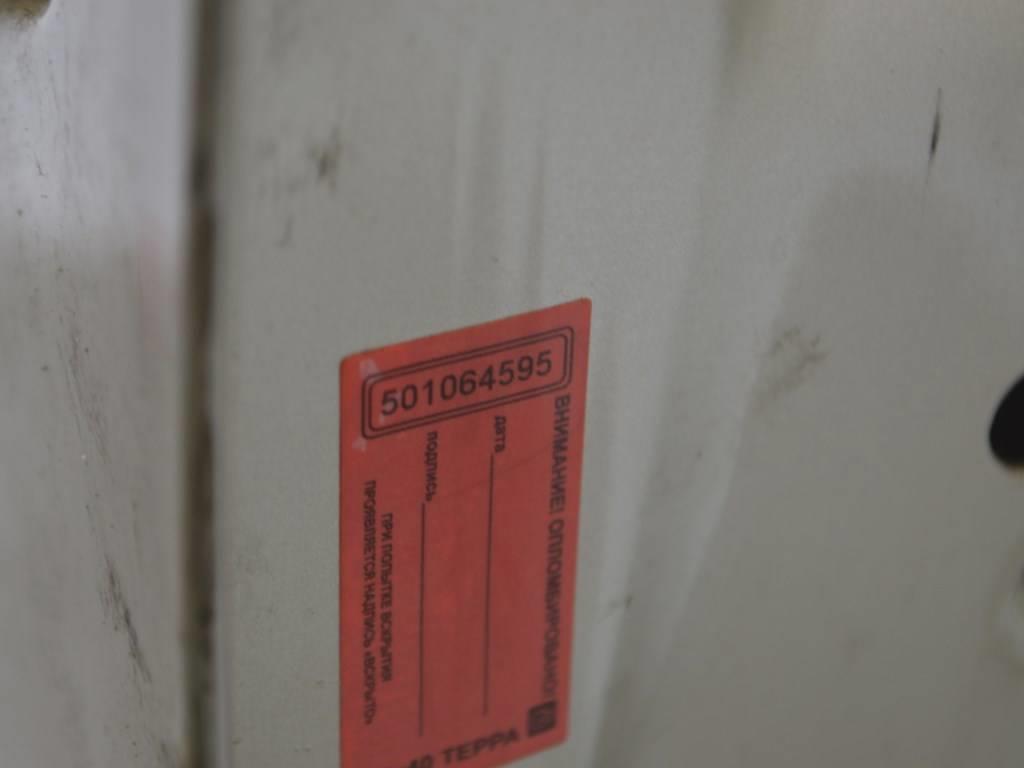 501064595
ВНИМАНИЕ! ОПЛОМБИРОВАНО!
дата
подпись
ПРИ ПОПЫТКЕ ВСКРЫТИЯ
ПРОЯВЛЯЕТСЯ НАДПИСЬ «ВСКРЫТО»
ТЕРРА